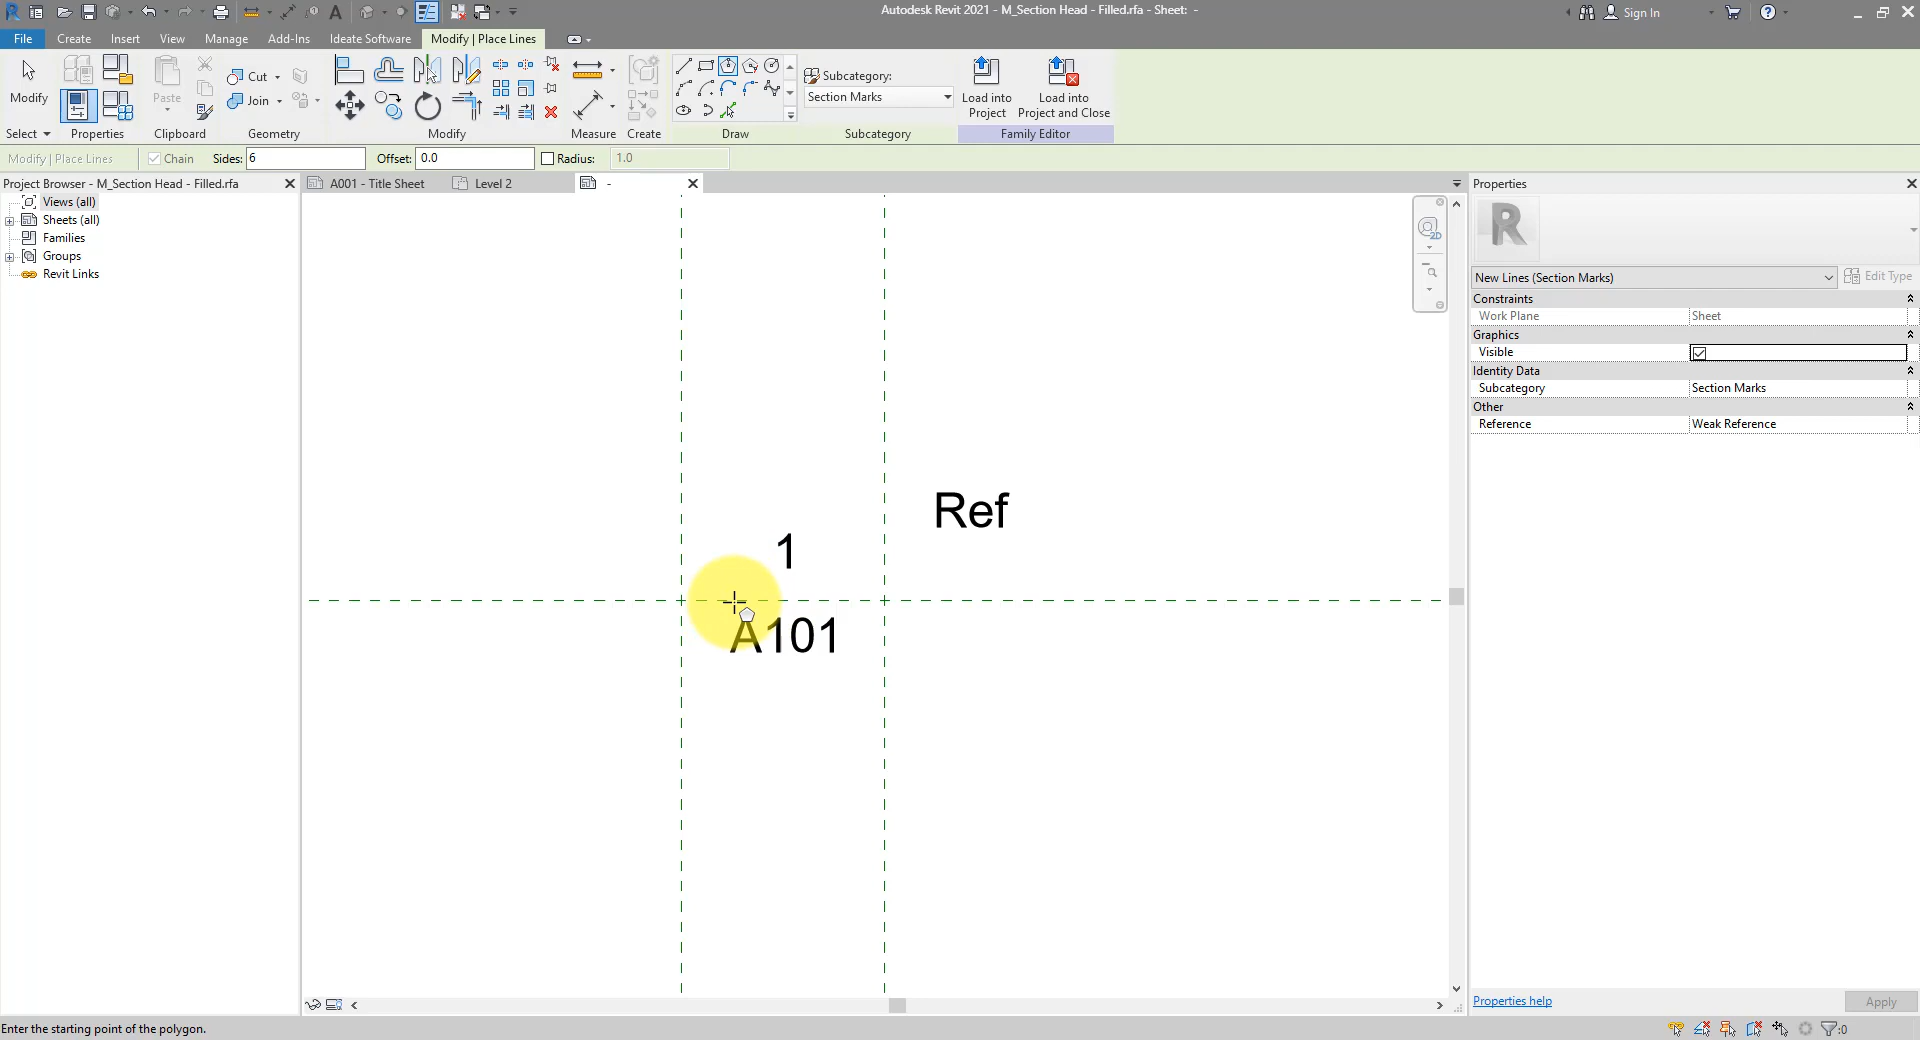 Autodesk Revit 2021 - M_Section Head - Filled.rfa - Sheet: -
Sign In
File Create Insert View Manage Add-Ins Ideate Software Modify | Place Lines
Modify
Paste
Cut
Join
Subcategory:
Section Marks
Load into
Project
Load into
Project and Close
Select Properties Clipboard Geometry Modify Measure Create Draw Subcategory Family Editor
Modify | Place Lines Chain Sides: 6 Offset: 0.0 Radius: 1.0
Project Browser - M_Section Head - Filled.rfa
Views (all)
Sheets (all)
Families
Groups
Revit Links
A001 - Title Sheet
Level 2
-
2D
Ref
1
A101
Properties
R
New Lines (Section Marks)
Edit Type
Constraints
Work Plane Sheet
Graphics
Visible
Identity Data
Subcategory Section Marks
Other
Reference Weak Reference
Properties help
Apply
Enter the starting point of the polygon.
:0